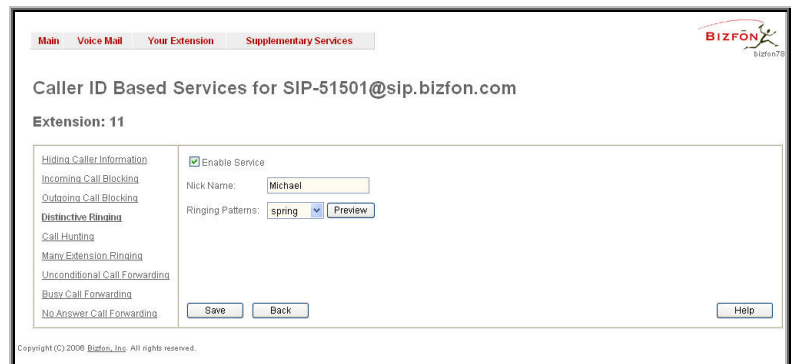 Main Voice Mail Your Extension Supplementary Services
BIZFŌN
bizfon78
Caller ID Based Services for SIP-51501@sip.bizfon.com
Extension: 11
Hiding Caller Information
Incoming Call Blocking
Outgoing Call Blocking
Distinctive Ringing
Call Hunting
Many Extension Ringing
Unconditional Call Forwarding
Busy Call Forwarding
No Answer Call Forwarding
Enable Service
Nick Name: Michael
Ringing Patterns: spring Preview
Save Back Help
Copyright (C) 2006 Bizfon, Inc. All rights reserved.